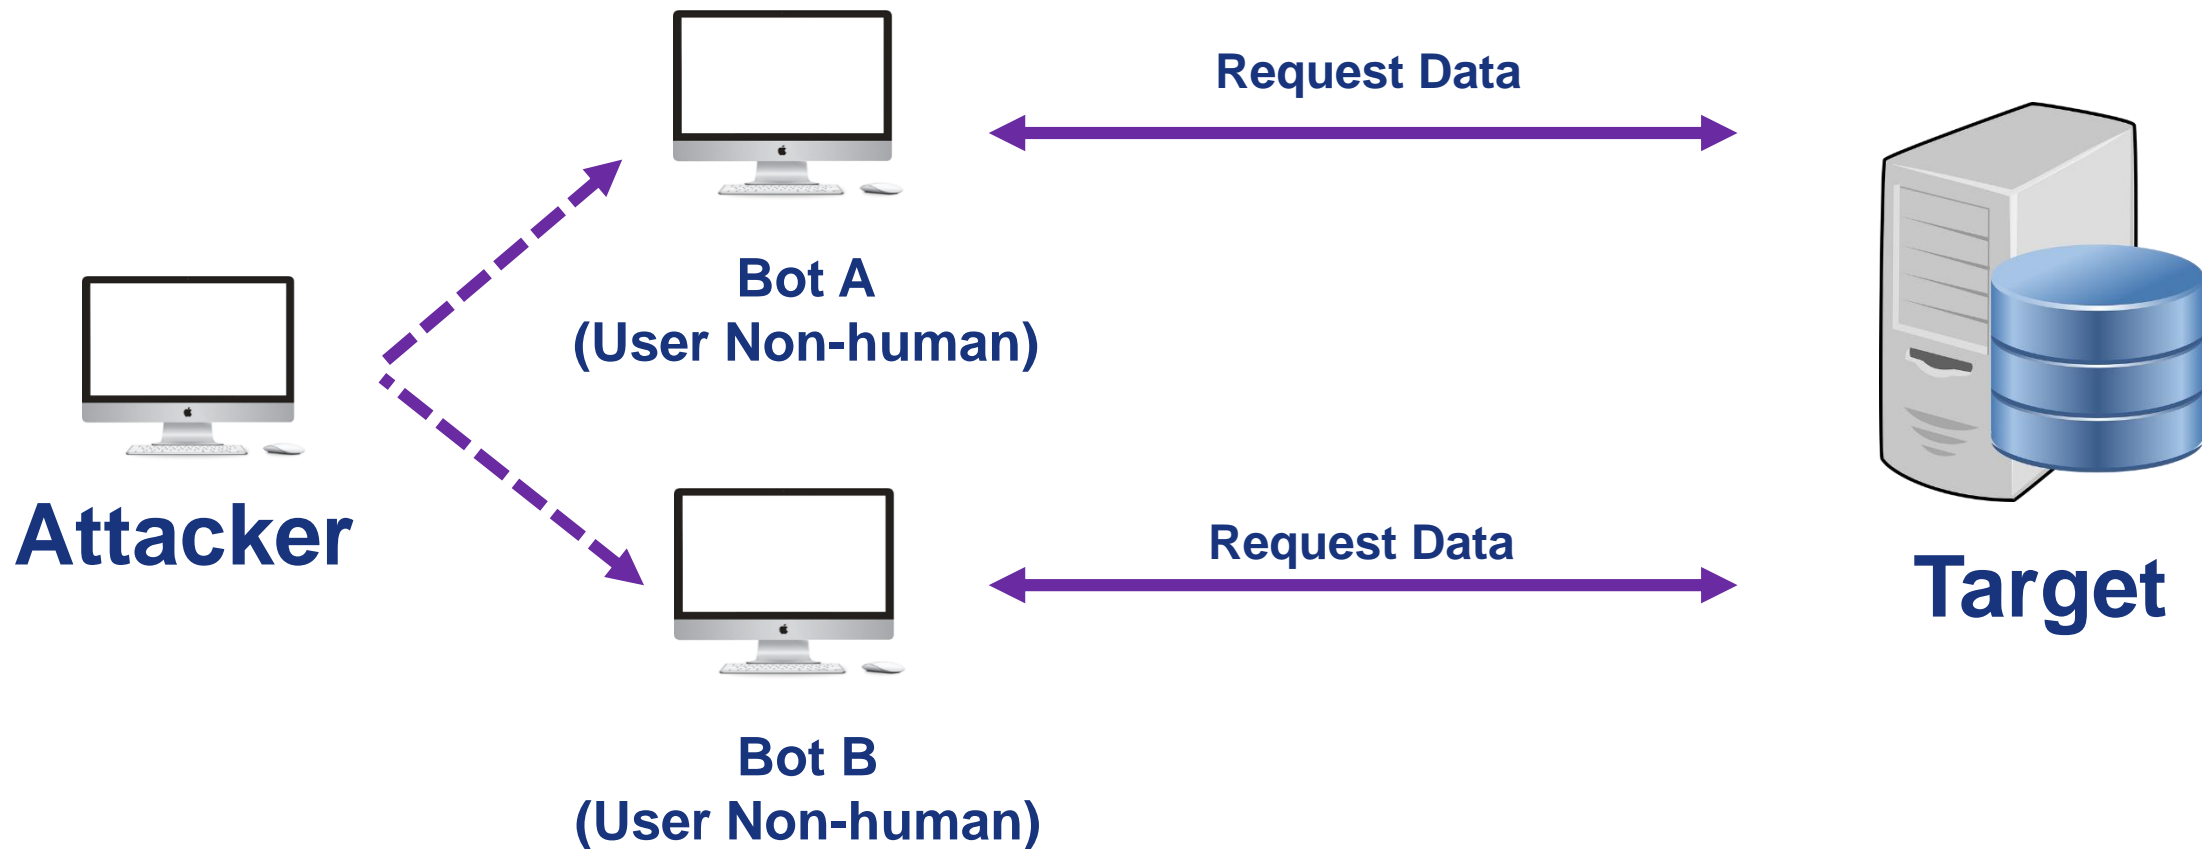 Request Data
Bot A
(User Non-human)
Attacker
Request Data
Target
Bot B
(User Non-human)